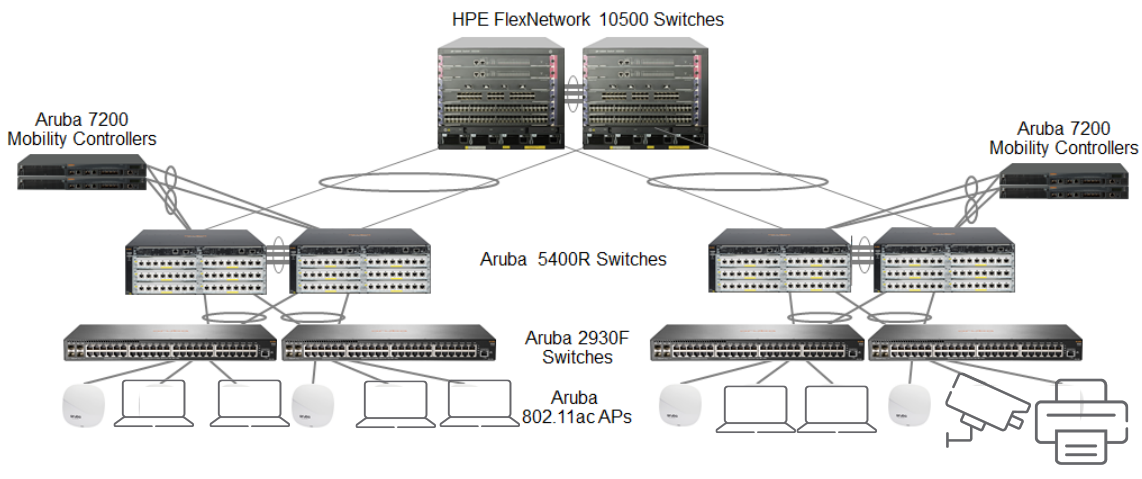 HPE FlexNetwork 10500 Switches
Aruba 7200
Mobility Controllers
Aruba 7200
Mobility Controllers
Aruba 5400R Switches
Aruba 2930F
Switches
Aruba
802.11ac APs